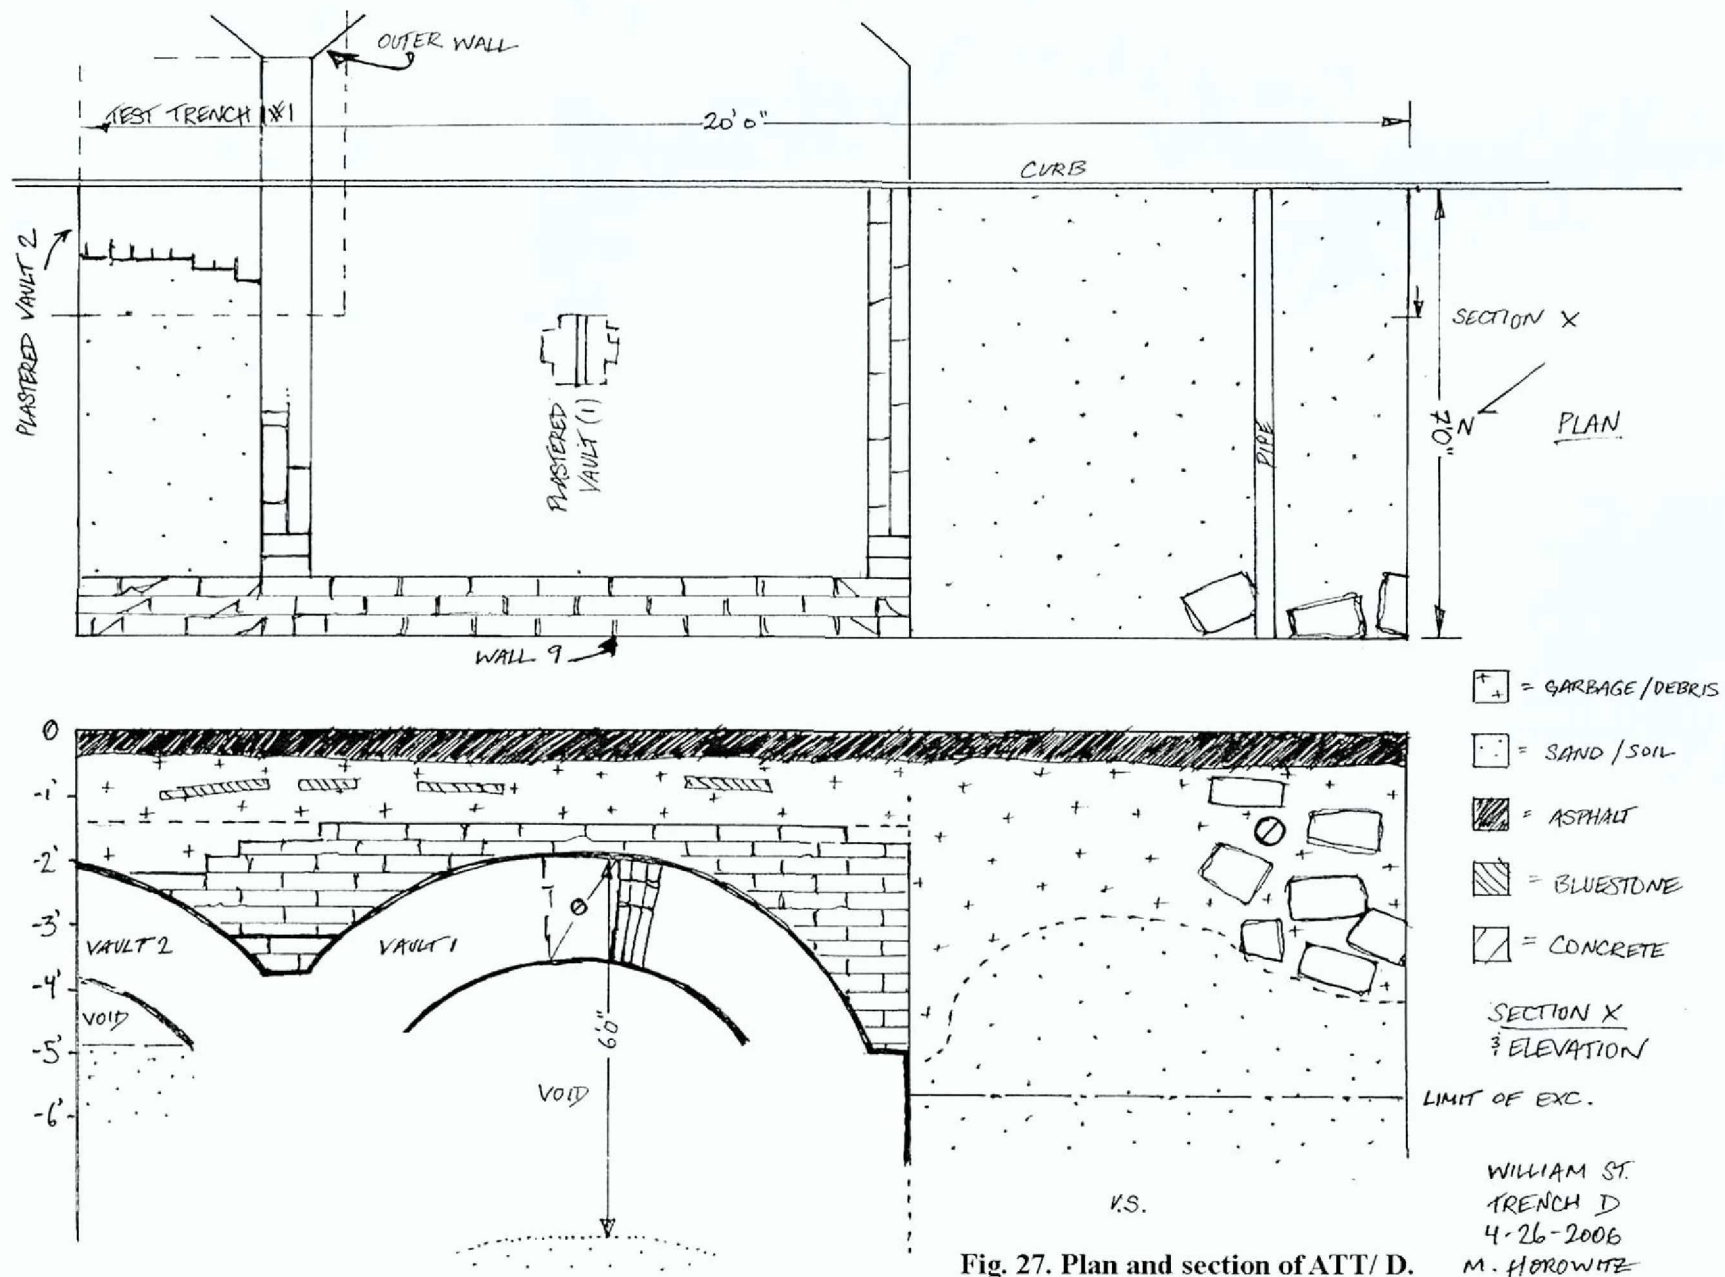 OUTER WALL
TEST TRENCH #1
20'0"
CURB
PLASTERED VAULT 2
SECTION X
N
7'0"
PLAN
PLASTERED
VAULT (1)
PIPE
WALL 9
= GARBAGE/DEBRIS
= SAND/SOIL
= ASPHALT
= BLUESTONE
= CONCRETE
0
-1'
-2'
-3'
-4'
-5'
-6'
VAULT 2
VAULT 1
VOID
6'0"
VOID
SECTION X
& ELEVATION
LIMIT OF EXC.
V.S.
WILLIAM ST.
TRENCH D
4-26-2006
M. HOROWITZ
Fig. 27. Plan and section of ATT/ D.